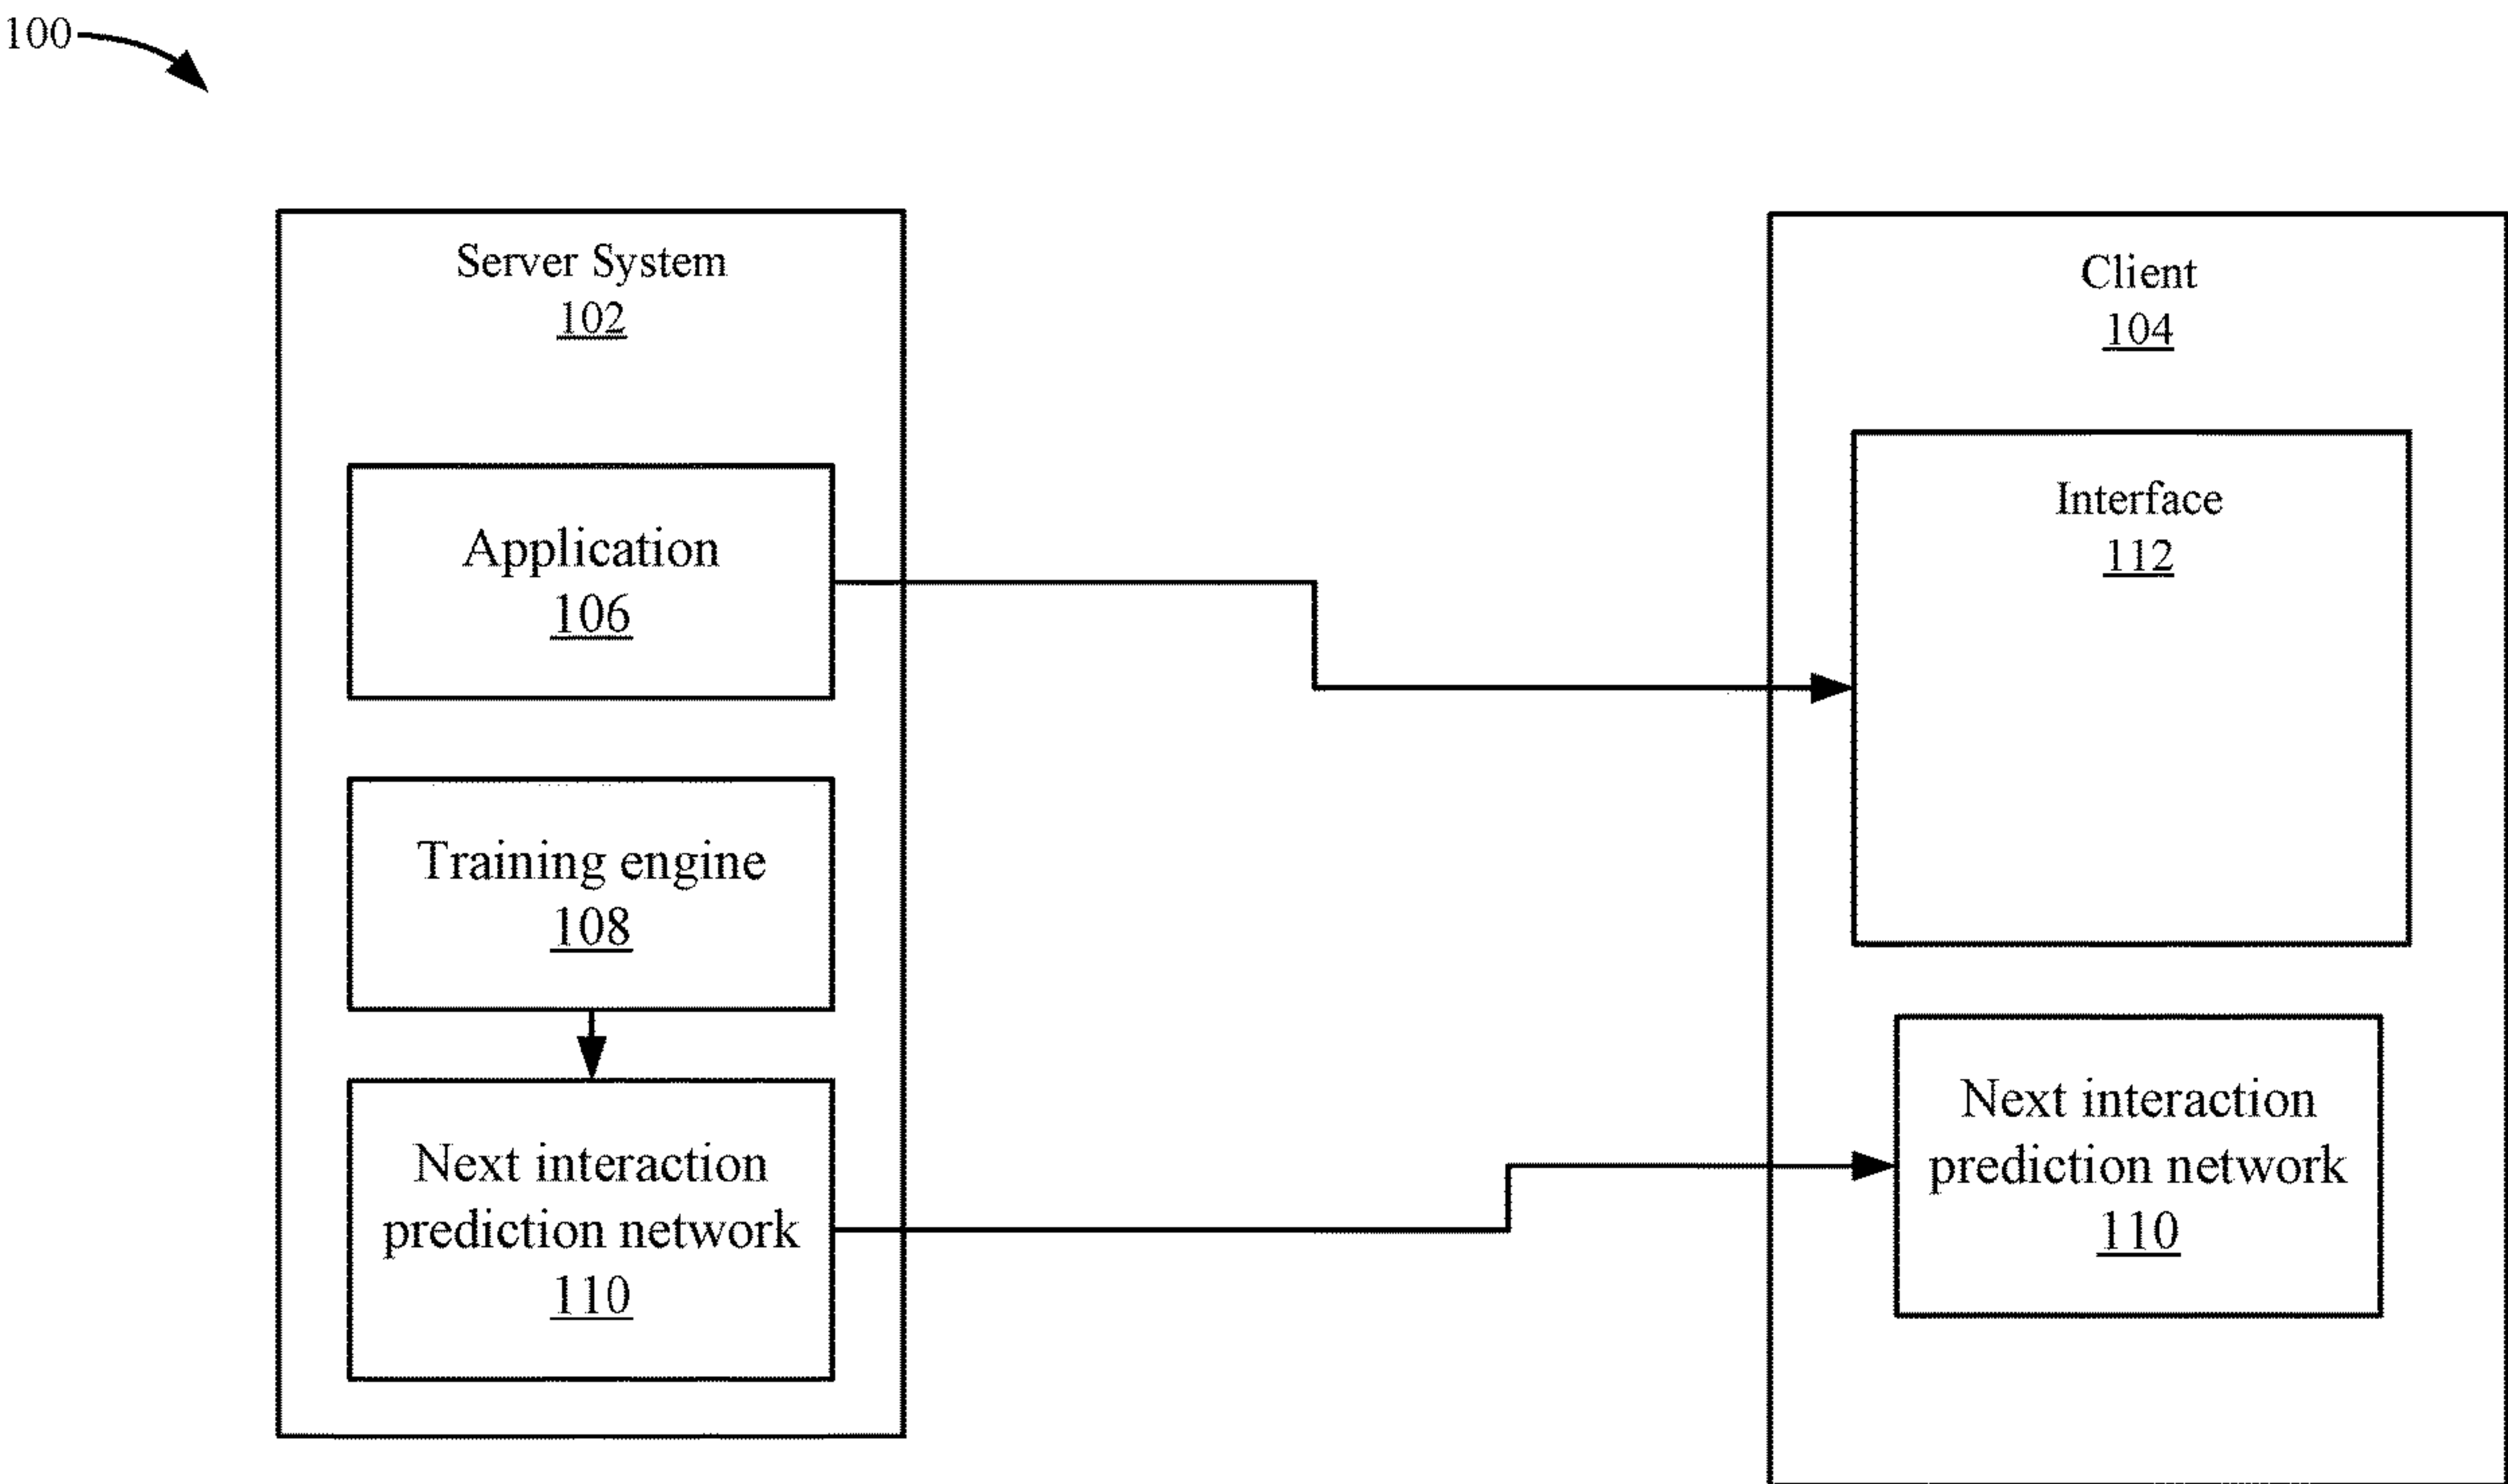 100
Server System
102
Application
106
Training engine
108
Next interaction
prediction network
110
Client
104
Interface
112
Next interaction
prediction network
110